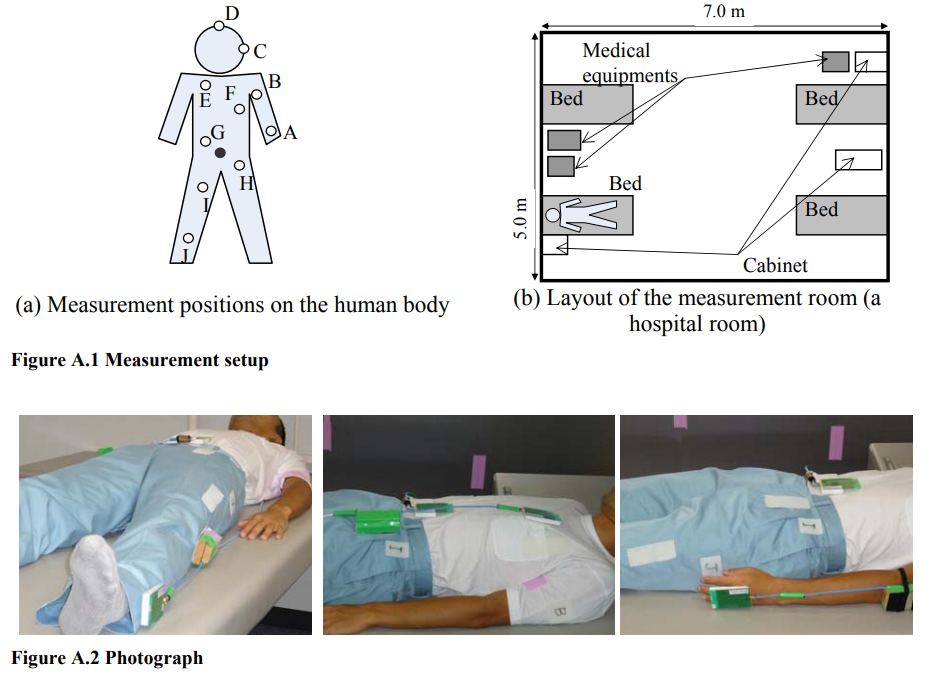 D
C
B
E
F
A
G
H
I
J
(a) Measurement positions on the human body
7.0 m
Medical
equipments
Bed
Bed
Bed
Bed
5.0 m
Cabinet
(b) Layout of the measurement room (a
hospital room)
Figure A.1 Measurement setup
I
I
B
J
I
Figure A.2 Photograph